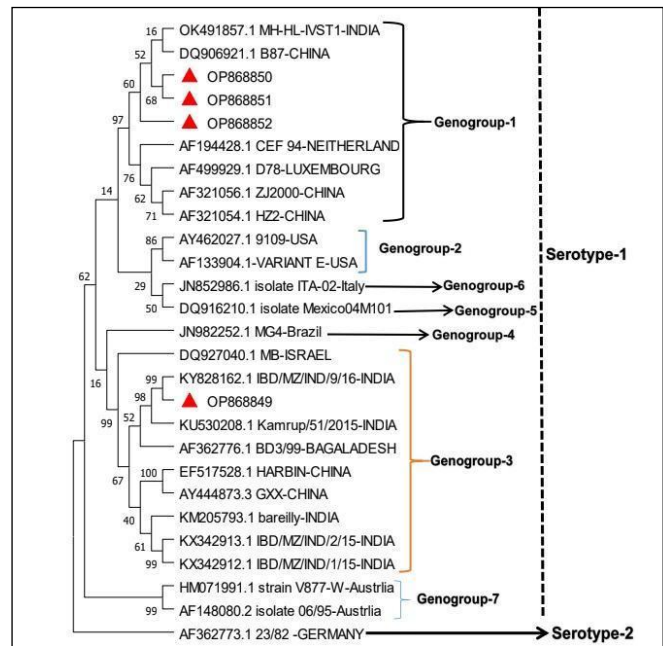 16 OK491857.1 MH-HL-IVST1-INDIA
52 DQ906921.1 B87-CHINA
60 OP868850
68 OP868851
97 OP868852
Genogroup-1
AF194428.1 CEF 94-NEITHERLAND
76 AF499929.1 D78-LUXEMBOURG
14 62 AF321056.1 ZJ2000-CHINA
71 AF321054.1 HZ2-CHINA
86 AY462027.1 9109-USA
Genogroup-2
AF133904.1-VARIANT E-USA
Serotype-1
62 29 JN852986.1 isolate ITA-02-Italy Genogroup-6
50 DQ916210.1 isolate Mexico04M101 Genogroup-5
JN982252.1 MG4-Brazil Genogroup-4
16 DQ927040.1 MB-ISRAEL
99 KY828162.1 IBD/MZ/IND/9/16-INDIA
98 OP868849
99 52 KU530208.1 Kamrup/51/2015-INDIA
AF362776.1 BD3/99-BAGALADESH
Genogroup-3
67 100 EF517528.1 HARBIN-CHINA
AY444873.3 GXX-CHINA
40 KM205793.1 bareilly-INDIA
61 KX342913.1 IBD/MZ/IND/2/15-INDIA
99 KX342912.1 IBD/MZ/IND/1/15-INDIA
HM071991.1 strain V877-W-Austrlia
Genogroup-7
99 AF148080.2 isolate 06/95-Austrlia
AF362773.1 23/82 -GERMANY Serotype-2